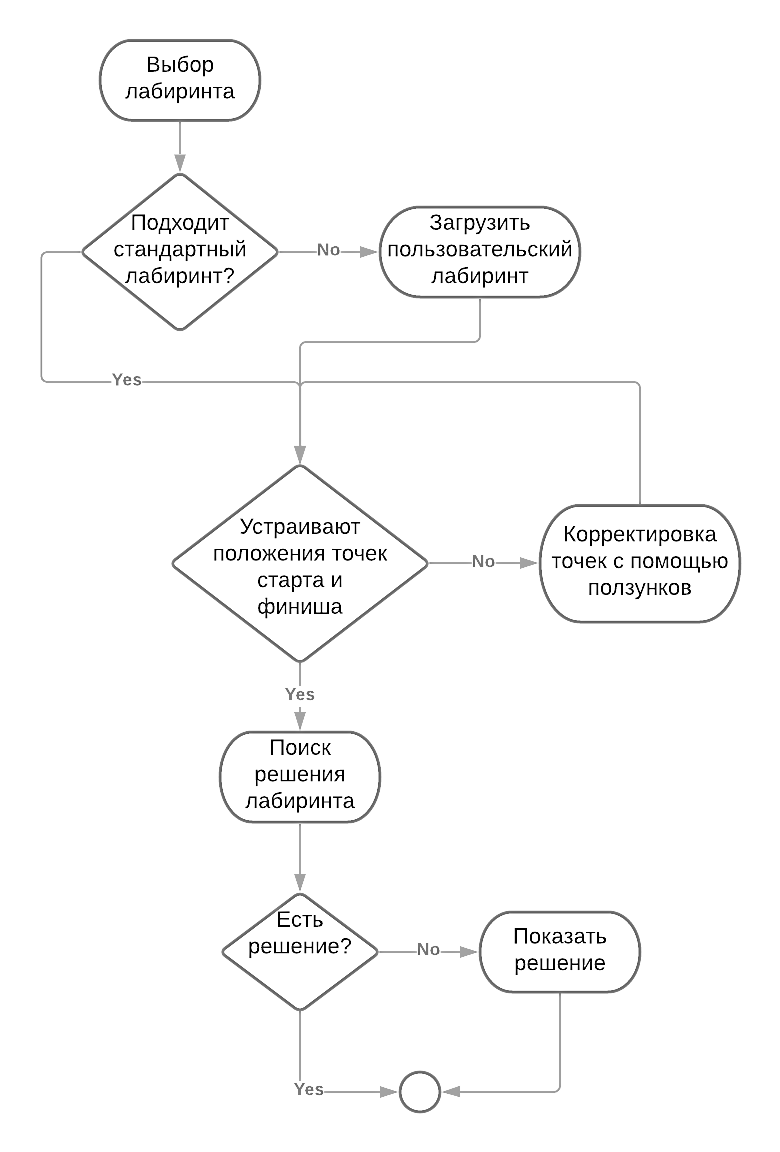 Выбор
лабиринта
Подходит
стандартный
лабиринт?
No
Загрузить
пользовательский
лабиринт
Yes
Устраивают
положения точек
старта и
финиша
No
Корректировка
точек с помощью
ползунков
Yes
Поиск
решения
лабиринта
Есть
решение?
No
Показать
решение
Yes